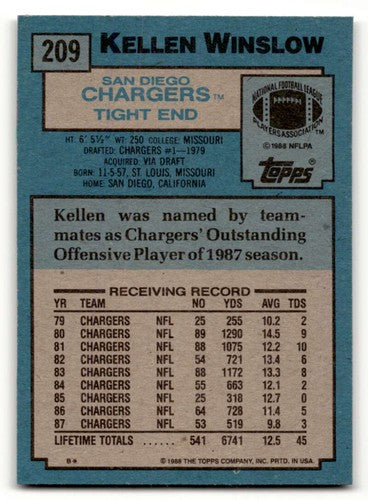 209 KELLEN WINSLOW
SAN DIEGO
CHARGERS™
TIGHT END
NATIONAL FOOTBALL LEAGUE
PLAYERS ASSOCIATION
©1988 NFLPA
topps®
HT. 6' 5½" WT: 250 COLLEGE: MISSOURI
DRAFTED: CHARGERS #1—1979
ACQUIRED: VIA DRAFT
BORN: 11-5-57, ST. LOUIS, MISSOURI
HOME: SAN DIEGO, CALIFORNIA
Kellen was named by team-
mates as Chargers' Outstanding
Offensive Player of 1987 season.
RECEIVING RECORD
YR TEAM NO YDS AVG TDS
79 CHARGERS NFL 25 255 10.2 2
80 CHARGERS NFL 89 1290 14.5 9
81 CHARGERS NFL 88 1075 12.2 10
82 CHARGERS NFL 54 721 13.4 6
83 CHARGERS NFL 88 1172 13.3 8
84 CHARGERS NFL 55 663 12.1 2
85 CHARGERS NFL 25 318 12.7 0
86 CHARGERS NFL 64 728 11.4 5
87 CHARGERS NFL 53 519 9.8 3
LIFETIME TOTALS ...... 541 6741 12.5 45
B* ©1988 THE TOPPS COMPANY, INC. PRTD. IN U.S.A.